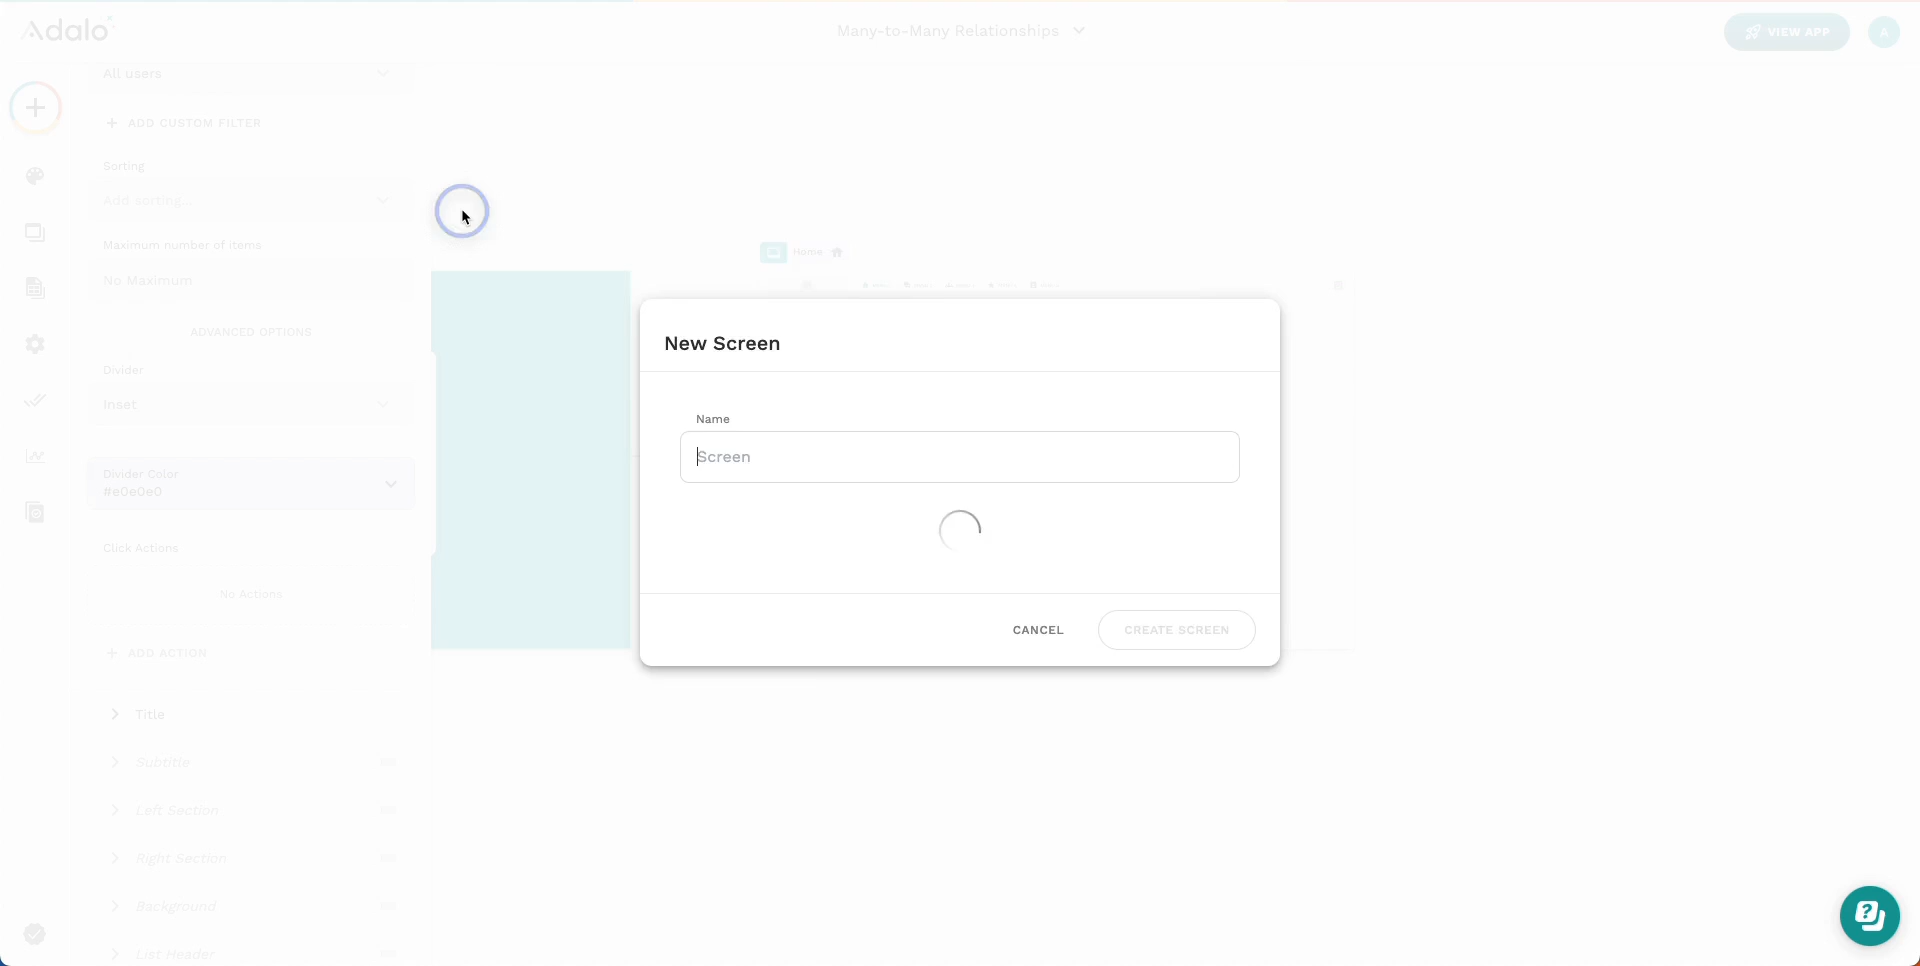 Adalo
Many-to-Many Relationships
VIEW APP
A
All users
ADD CUSTOM FILTER
Sorting
Add sorting...
Maximum number of items
No Maximum
ADVANCED OPTIONS
Divider
Inset
Divider Color
#e0e0e0
Click Actions
No Actions
ADD ACTION
Title
Subtitle
Left Section
Right Section
Background
List Header
Home
New Screen
Name
Screen
CANCEL
CREATE SCREEN
?